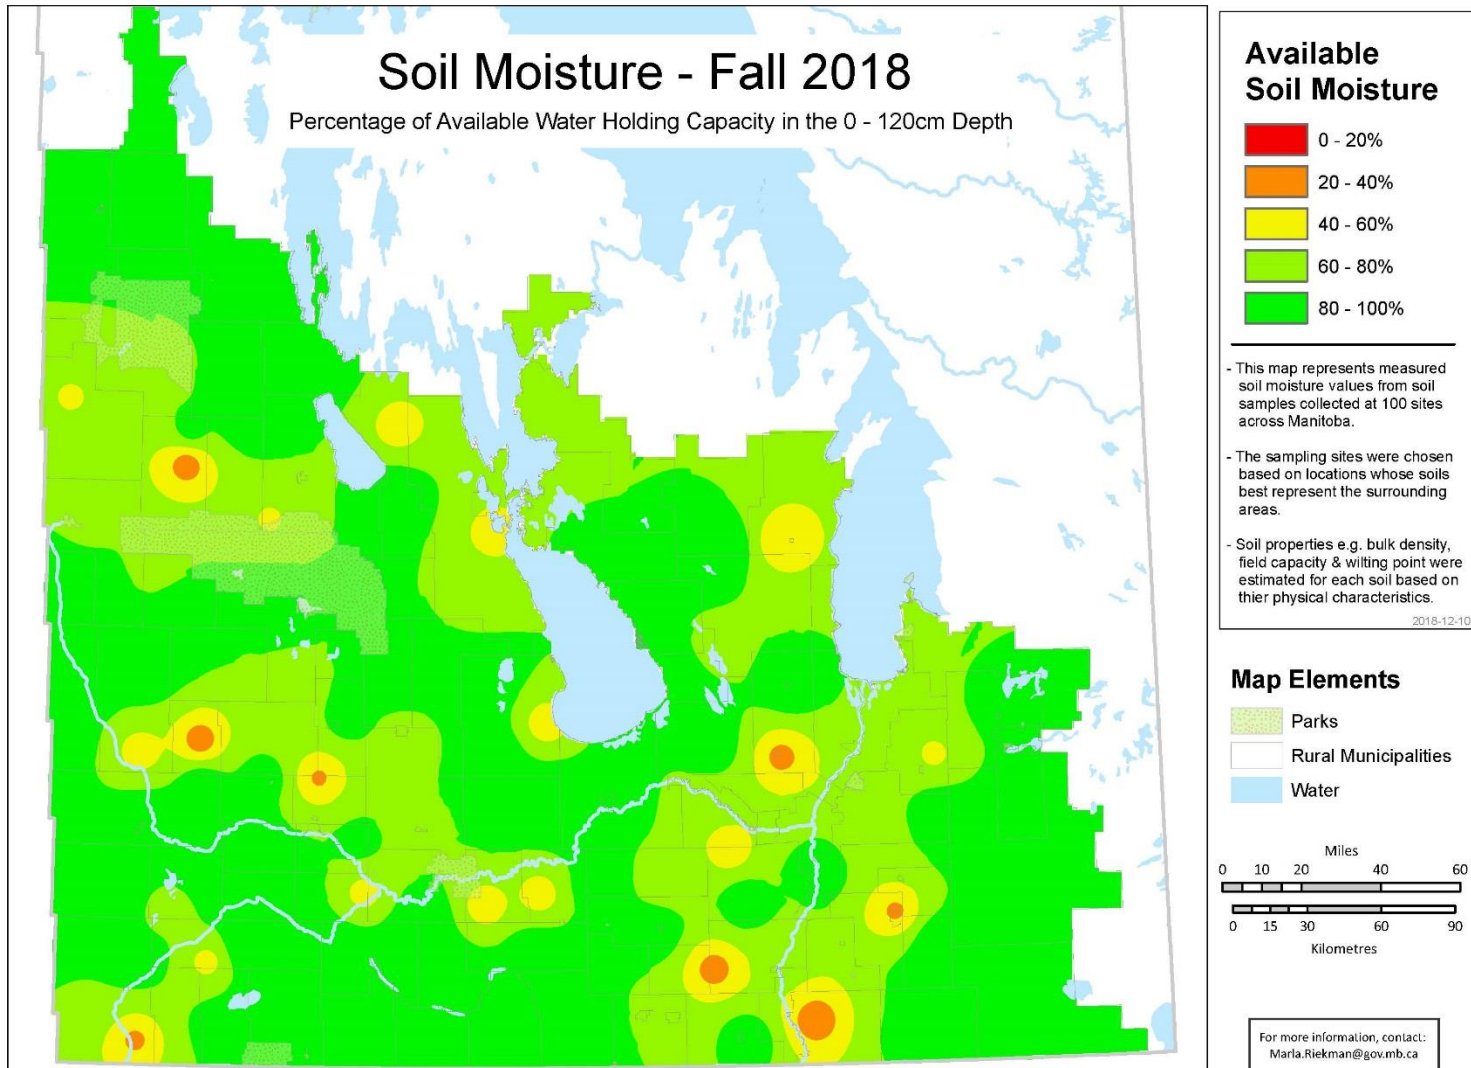 Soil Moisture - Fall 2018
Percentage of Available Water Holding Capacity in the 0 - 120cm Depth
Available
Soil Moisture
0 - 20%
20 - 40%
40 - 60%
60 - 80%
80 - 100%
- This map represents measured
soil moisture values from soil
samples collected at 100 sites
across Manitoba.
- The sampling sites were chosen
based on locations whose soils
best represent the surrounding
areas.
- Soil properties e.g. bulk density,
field capacity & wilting point were
estimated for each soil based on
thier physical characteristics.
2018-12-10
Map Elements
Parks
Rural Municipalities
Water
Miles
0 10 20 40 60
0 15 30 60 90
Kilometres
For more information, contact:
Marla.Riekman@gov.mb.ca